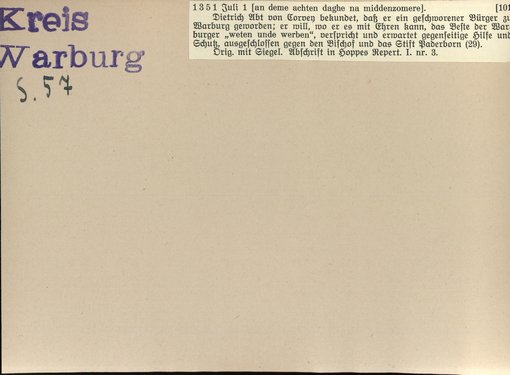 Kreis
Warburg
S. 57
1351 Juli 1 [an deme achten daghe na middenzomere]. [101
Dietrich Abt von Corvey bekundet, daß er ein geschworener Bürger zu
Warburg geworden; er will, wo er es mit Ehren kann, das Beste der War-
burger „weten unde werben“, verspricht und erwartet gegenseitige Hilfe und
Schutz, ausgeschlossen gegen den Bischof und das Stift Paderborn (29).
Orig. mit Siegel. Abschrift in Hoppes Repert. I. nr. 3.